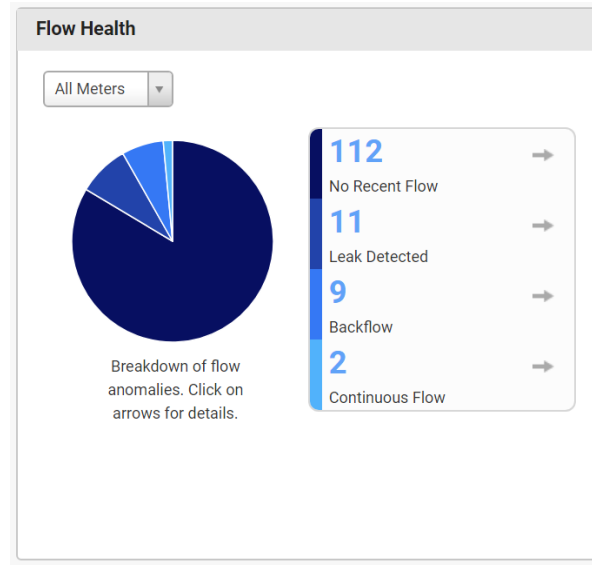 Flow Health
All Meters
112
No Recent Flow
11
Leak Detected
9
Backflow
2
Continuous Flow
Breakdown of flow
anomalies. Click on
arrows for details.